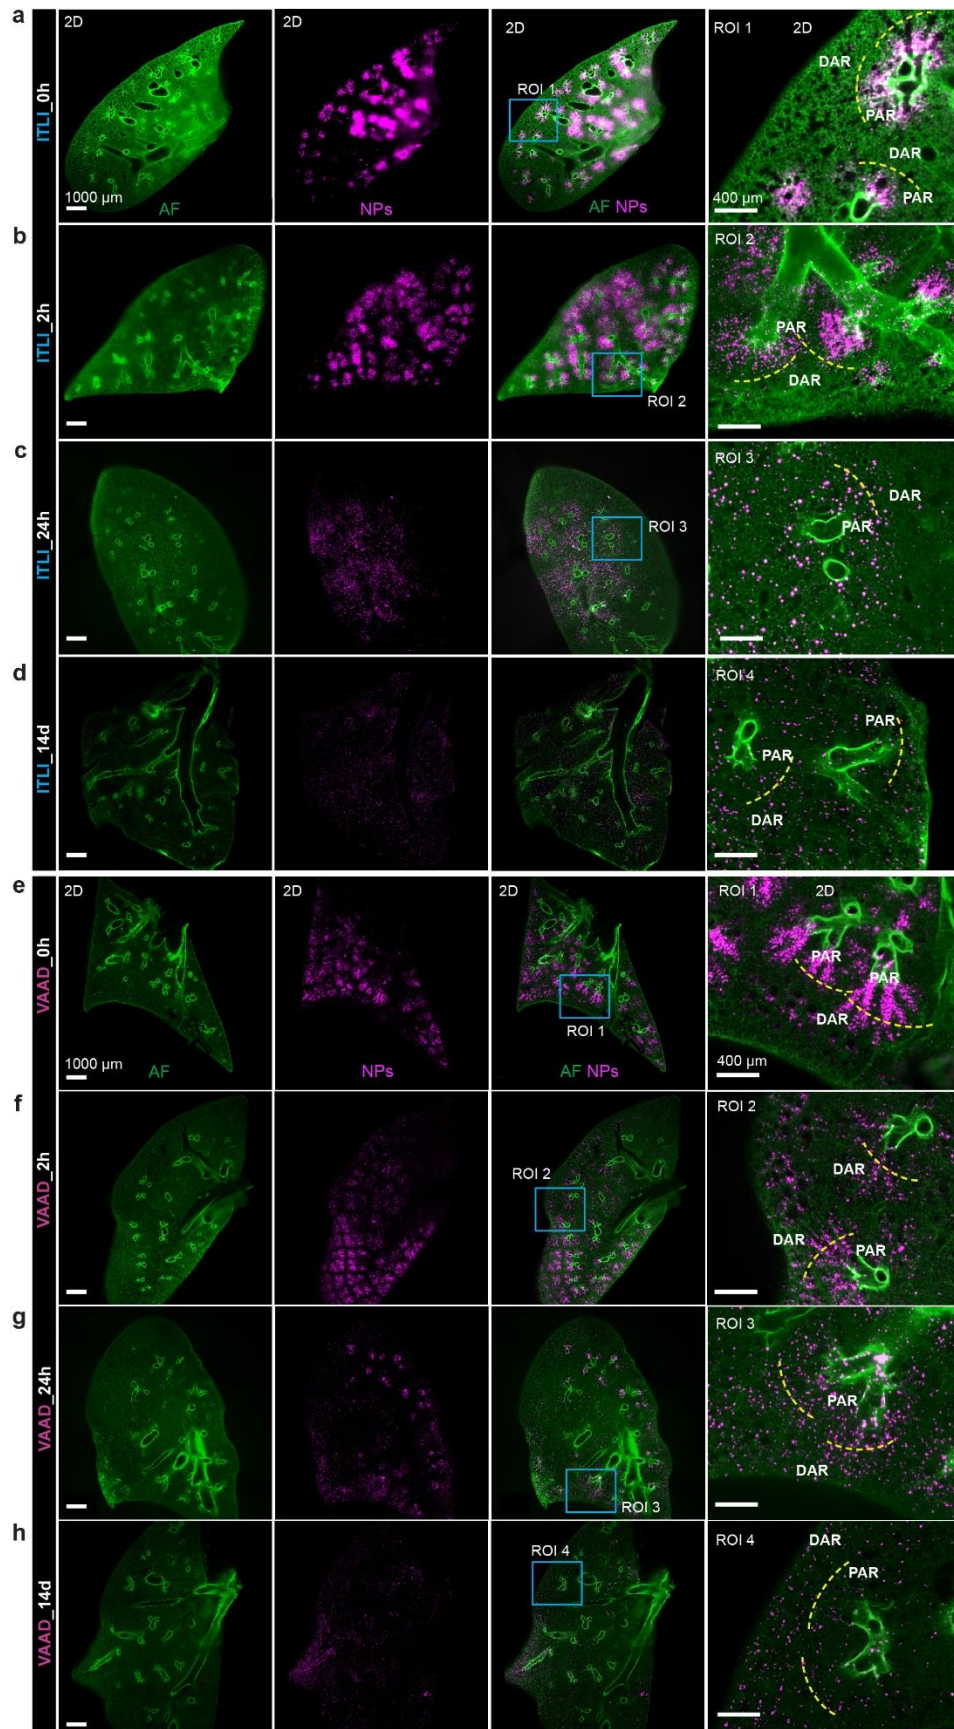 a
ITLI_0h
2D
1000 µm
AF
2D
NPs
2D
ROI 1
AF NPs
ROI 1 2D
DAR
PAR
DAR
PAR
400 µm
b
ITLI_2h
ROI 2
ROI 2
PAR
DAR
c
ITLI_24h
ROI 3
ROI 3
DAR
PAR
d
ITLI_14d
ROI 4
PAR
PAR
DAR
e
VAAD_0h
2D
1000 µm
AF
2D
NPs
2D
ROI 1
AF NPs
ROI 1 2D
PAR
PAR
DAR
400 µm
f
VAAD_2h
ROI 2
ROI 2
DAR
DAR
PAR
g
VAAD_24h
ROI 3
ROI 3
PAR
DAR
h
VAAD_14d
ROI 4
ROI 4
DAR
PAR